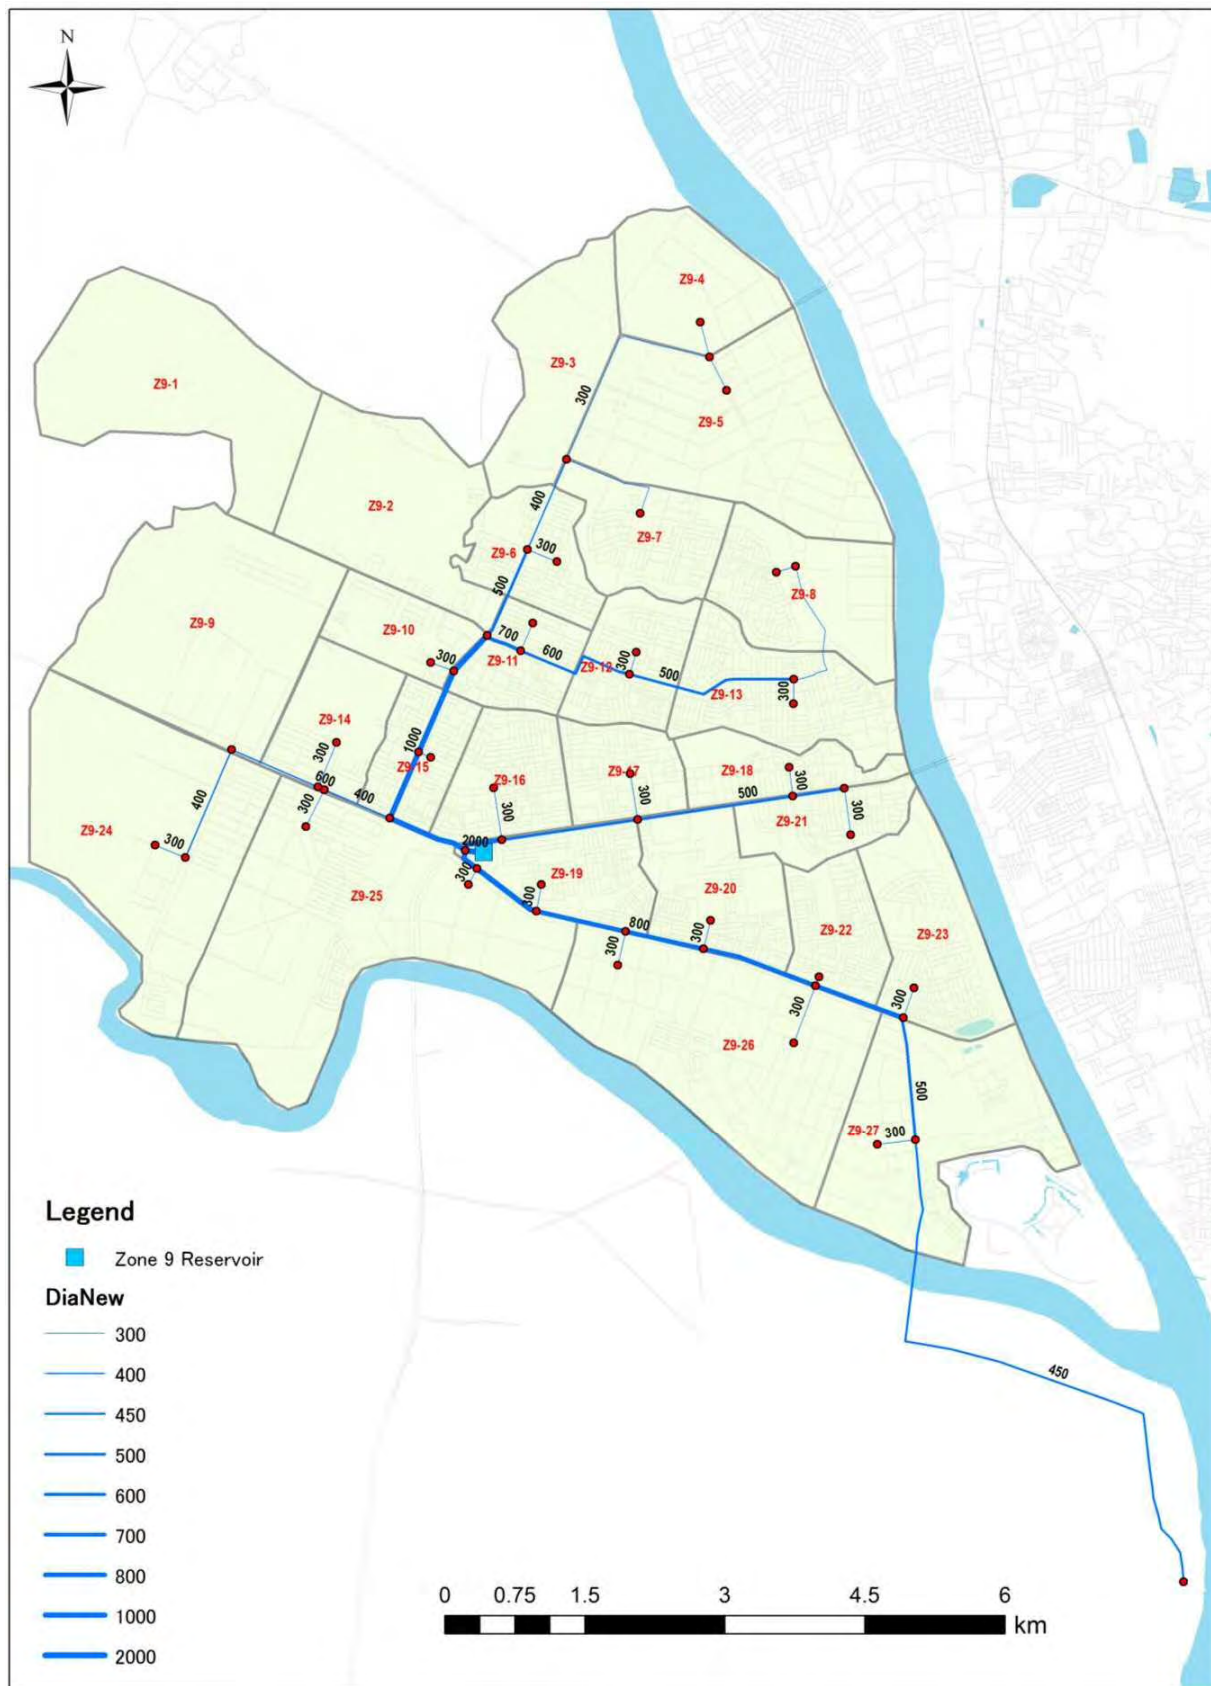 N
Z9-4
Z9-3
Z9-1
300
Z9-5
400
Z9-2
Z9-7
Z9-6
300
500
Z9-8
Z9-9
Z9-10
700
Z9-11
600
300
Z9-12
300
500
Z9-13
300
Z9-14
300
1000
Z9-15
Z9-16
Z9-17
Z9-18
300
600
400
300
400
300
300
500
Z9-21
300
Z9-24
300
2000
300
Z9-19
300
Z9-25
Z9-20
800
300
300
Z9-22
Z9-23
300
300
Z9-26
500
Z9-27
300
450
Legend
Zone 9 Reservoir
DiaNew
300
400
450
500
600
700
800
1000
2000
0 0.75 1.5 3 4.5 6
km